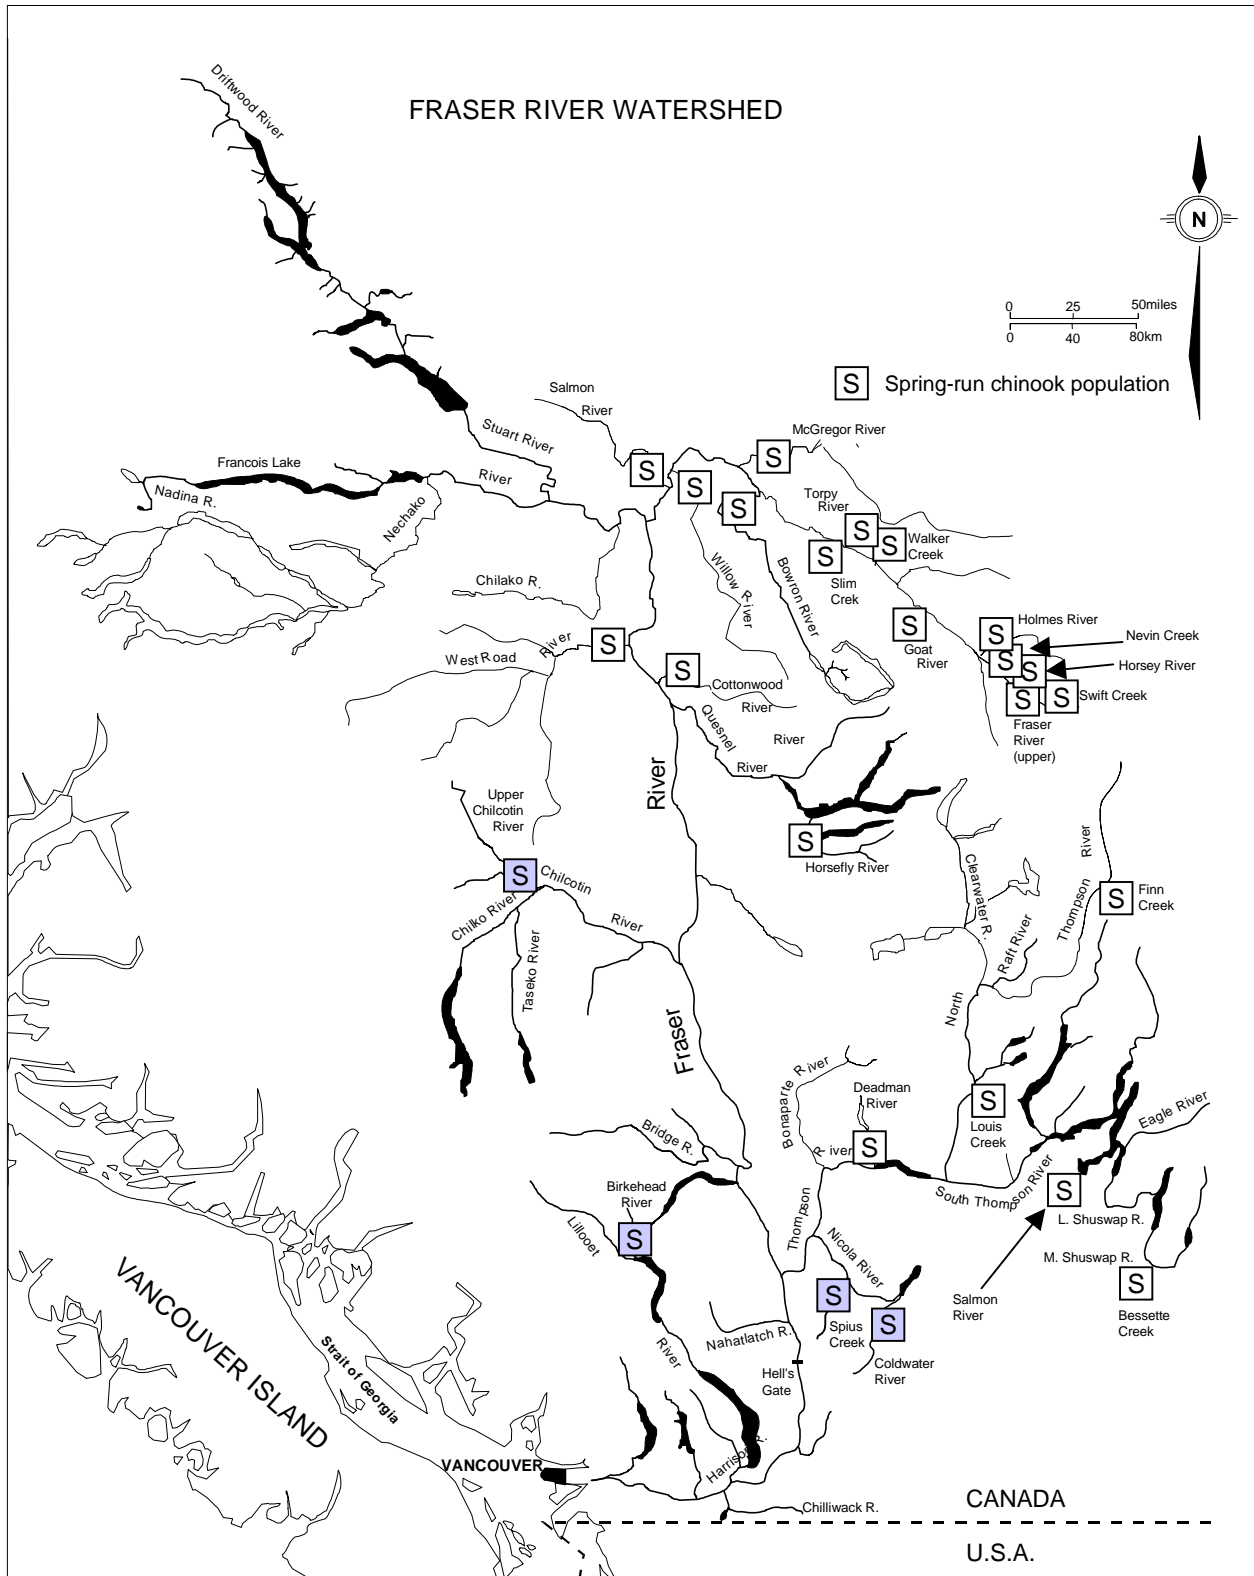 Driftwood River
FRASER RIVER WATERSHED
N
0 25 50miles
0 40 80km
S Spring-run chinook population
Salmon
River
McGregor River
S
Stuart River
S
S
S
Francois Lake
River
Nadina R.
Nechako
Torpy
River
S
S
Walker
Creek
S
Slim
Crek
Willow River
Bowron River
Chilako R.
S
Goat
River
S
Holmes River
Nevin Creek
S
S
Horsey River
S
S
Swift Creek
Fraser
River
(upper)
West Road
River
S
S
Cottonwood
River
Quesnel
River
River
River
Upper
Chilcotin
River
S
Horsefly River
S
Chilcotin
River
Chilko River
Taseko River
Clearwater R.
Raft River
Thompson
River
S
Finn
Creek
North
Fraser
Bonaparte River
Deadman
River
S
River
S
Louis
Creek
Eagle River
Bridge R.
Birkehead
River
S
Lillooet
South Thompson River
S
L. Shuswap R.
M. Shuswap R.
S
Bessette
Creek
Salmon
River
Thompson
Nicola River
S
Spius
Creek
S
Coldwater
River
Nahatlatch R.
River
Hell's
Gate
VANCOUVER ISLAND
Strait of Georgia
VANCOUVER
Harrison R.
Chilliwack R.
CANADA
U.S.A.